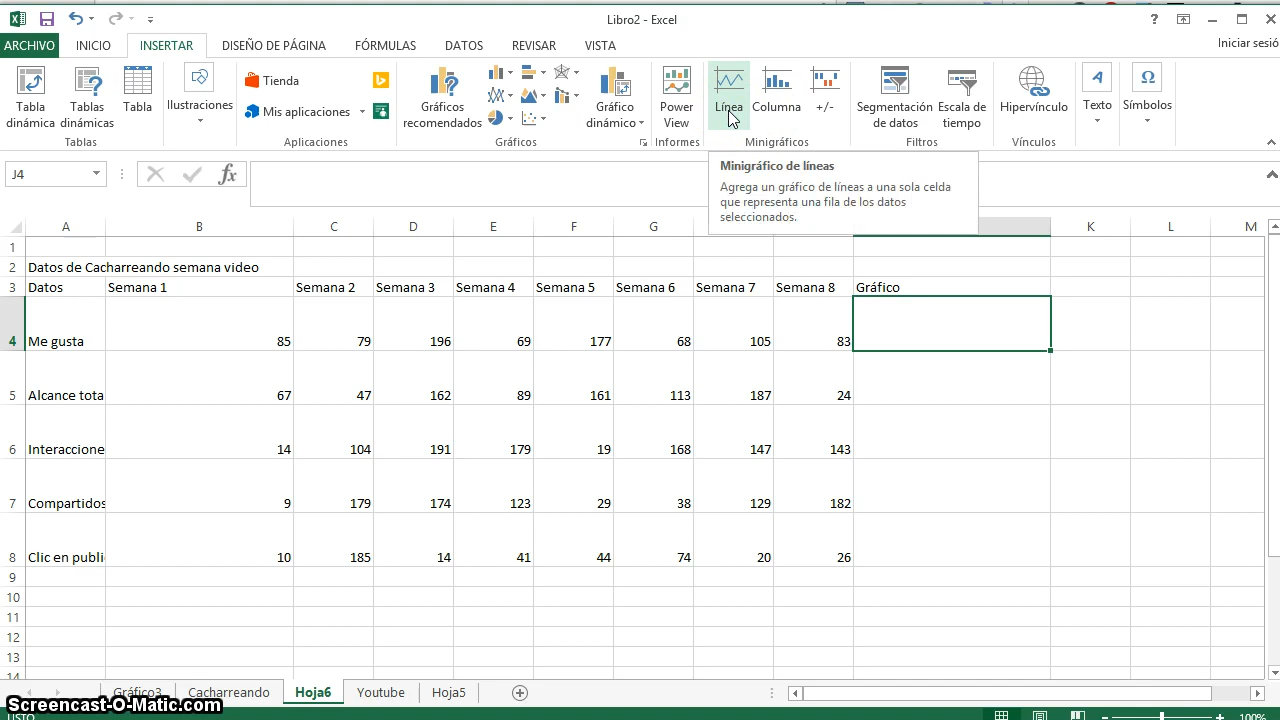 Libro2 - Excel
?
ARCHIVO INICIO INSERTAR DISEÑO DE PÁGINA FÓRMULAS DATOS REVISAR VISTA Iniciar sesió
Tabla dinámica
Tablas dinámicas
Tabla
Tablas
Ilustraciones
Tienda
Mis aplicaciones
Aplicaciones
Gráficos recomendados
Gráfico dinámico
Gráficos
Power View
Informes
Línea
Columna
+/-
Minigráficos
Segmentación de datos
Escala de tiempo
Filtros
Hipervínculo
Vínculos
A
Texto
Ω
Símbolos
J4
fx
Minigráfico de líneas
Agrega un gráfico de líneas a una sola celda
que representa una fila de los datos
seleccionados.
A B C D E F G K L M
1
2 Datos de Cacharreando semana video
3 Datos Semana 1 Semana 2 Semana 3 Semana 4 Semana 5 Semana 6 Semana 7 Semana 8 Gráfico
4 Me gusta 85 79 196 69 177 68 105 83
5 Alcance tota 67 47 162 89 161 113 187 24
6 Interaccione 14 104 191 179 19 168 147 143
7 Compartidos 9 179 174 123 29 38 129 182
8 Clic en publi 10 185 14 41 44 74 20 26
9
10
11
12
13
14
Gráfico3 Cacharreando Hoja6 Youtube Hoja5
Screencast-O-Matic.com
LISTO 100%